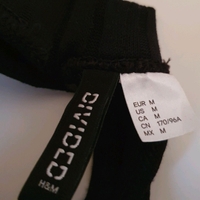 DIVIDED
H&M
EUR M
US M
CA M
CN 170/96A
MX M